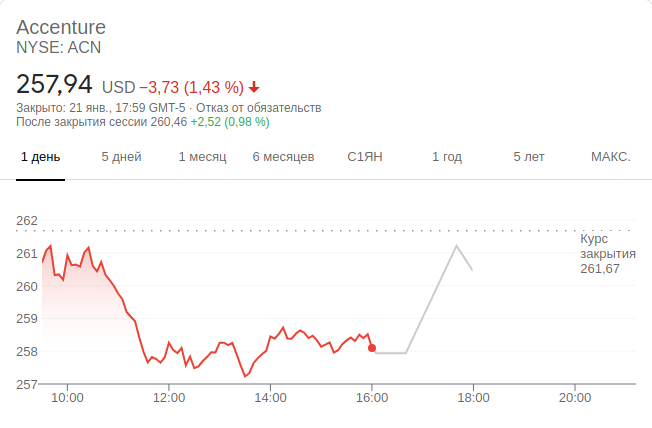 Accenture
NYSE: ACN
257,94 USD −3,73 (1,43 %)
Закрыто: 21 янв., 17:59 GMT-5 · Отказ от обязательств
После закрытия сессии 260,46 +2,52 (0,98 %)
1 день 5 дней 1 месяц 6 месяцев С1ЯН 1 год 5 лет МАКС.
262
Курс
закрытия
261,67
261
260
259
258
257
10:00 12:00 14:00 16:00 18:00 20:00